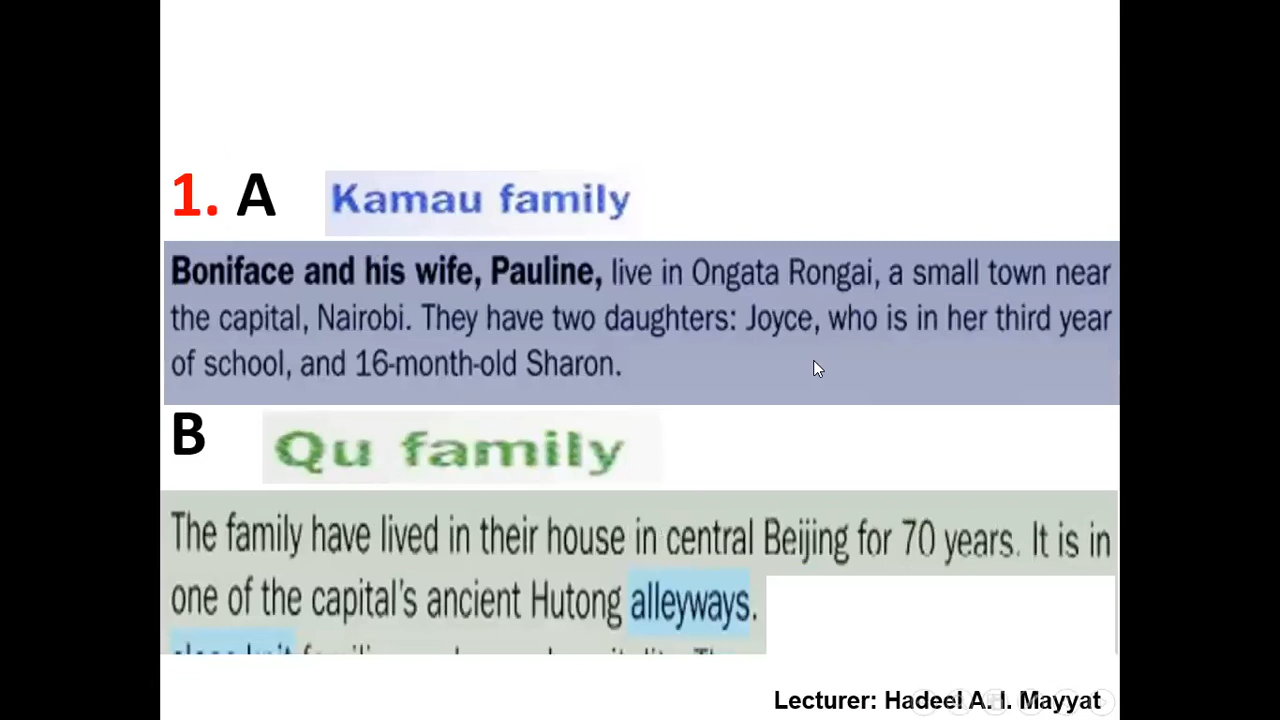 1. A Kamau family
Boniface and his wife, Pauline, live in Ongata Rongai, a small town near
the capital, Nairobi. They have two daughters: Joyce, who is in her third year
of school, and 16-month-old Sharon.
B Qu family
The family have lived in their house in central Beijing for 70 years. It is in
one of the capital's ancient Hutong alleyways.
Lecturer: Hadeel A. I. Mayyat